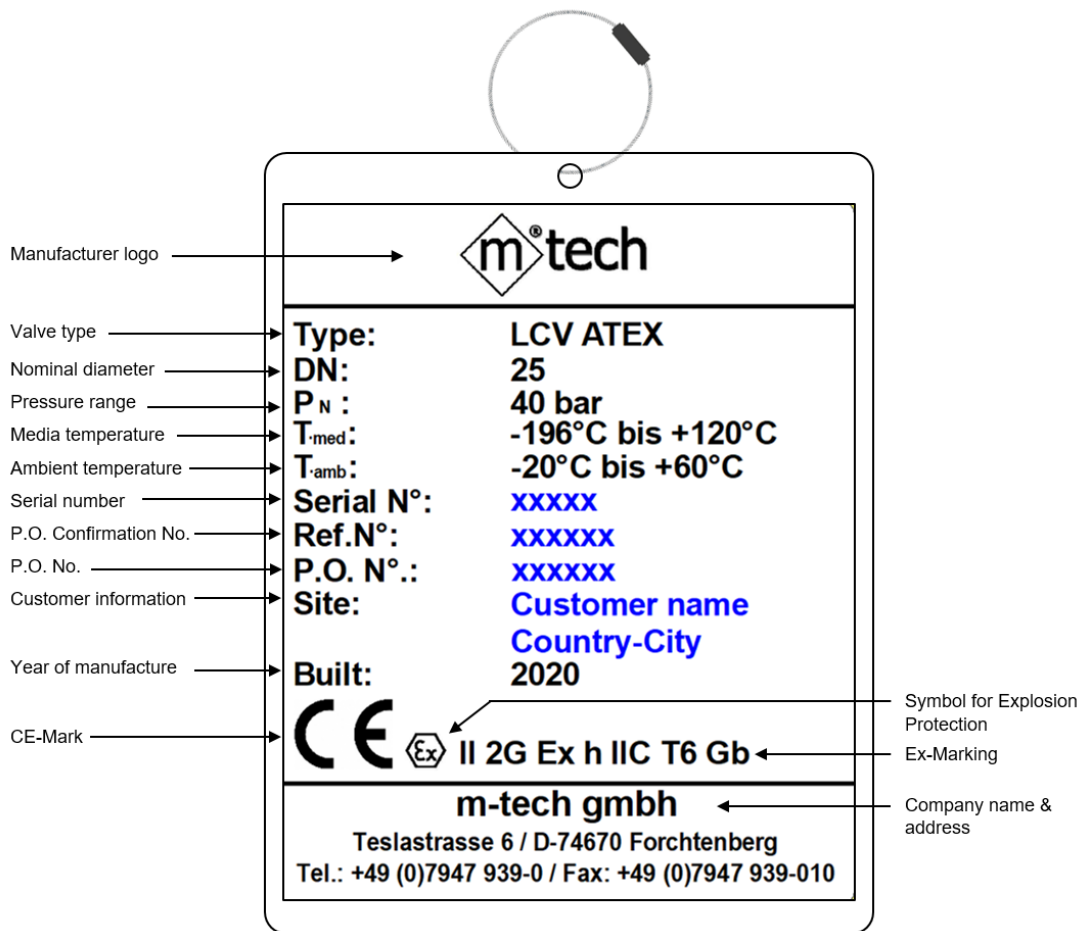 m®tech
Manufacturer logo
Valve type
Type: LCV ATEX
Nominal diameter
DN: 25
Pressure range
PN : 40 bar
Media temperature
T.med: -196°C bis +120°C
Ambient temperature
T.amb: -20°C bis +60°C
Serial number
Serial N°: xxxxx
P.O. Confirmation No.
Ref.N°: xxxxxx
P.O. No.
P.O. N°.: xxxxxx
Customer information
Site: Customer name
Country-City
Year of manufacture
Built: 2020
CE-Mark
CE Ex II 2G Ex h IIC T6 Gb
Symbol for Explosion
Protection
Ex-Marking
m-tech gmbh
Company name &
address
Teslastrasse 6 / D-74670 Forchtenberg
Tel.: +49 (0)7947 939-0 / Fax: +49 (0)7947 939-010